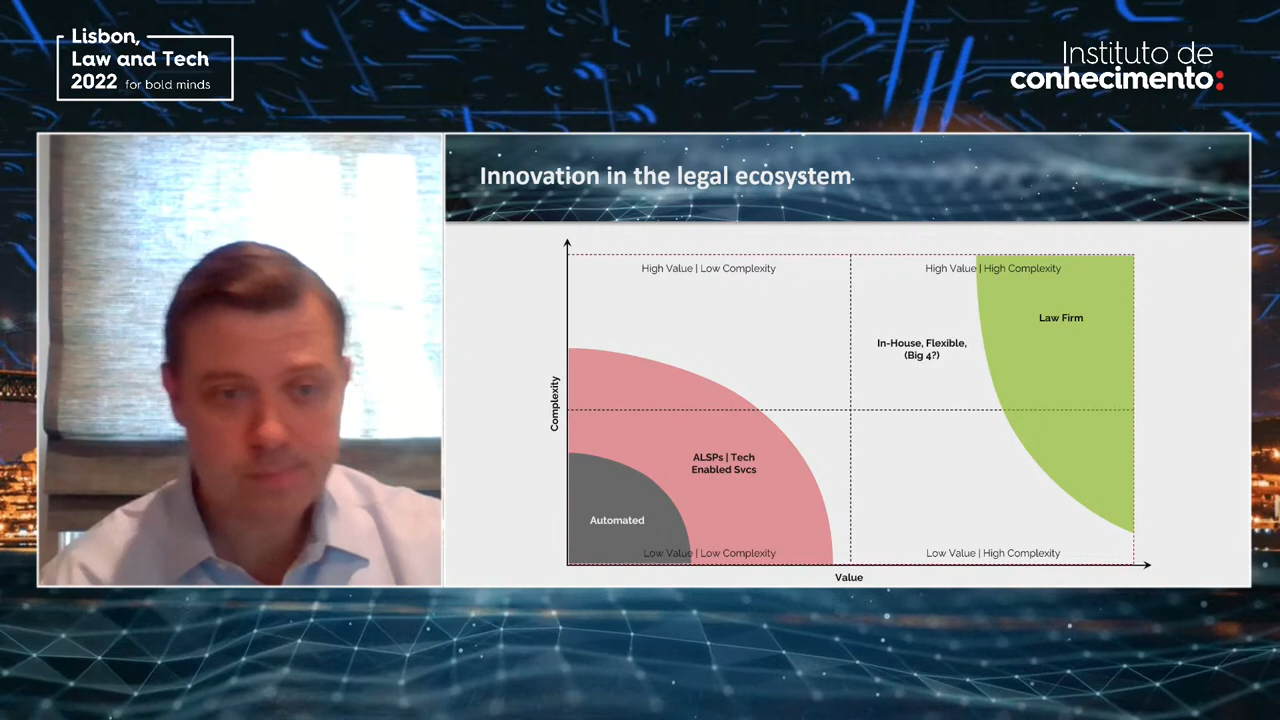 Lisbon,
Law and Tech
2022 for bold minds
Instituto de
conhecimento:
Innovation in the legal ecosystem
High Value | Low Complexity
High Value | High Complexity
Law Firm
In-House, Flexible,
(Big 4?)
Complexity
ALSPs | Tech
Enabled Svcs
Automated
Low Value | Low Complexity
Low Value | High Complexity
Value